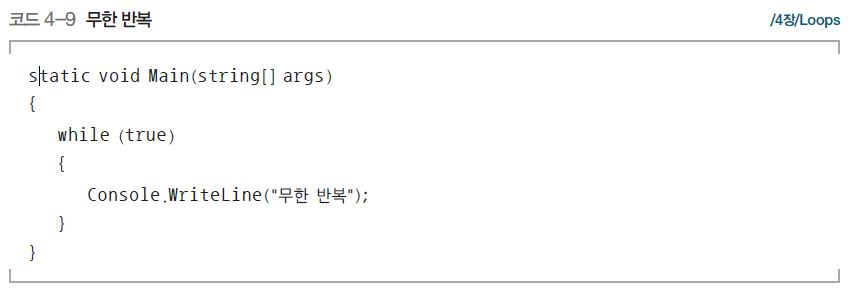 코드 4-9 무한 반복 /4장/Loops
static void Main(string[] args)
{
while (true)
{
Console.WriteLine("무한 반복");
}
}